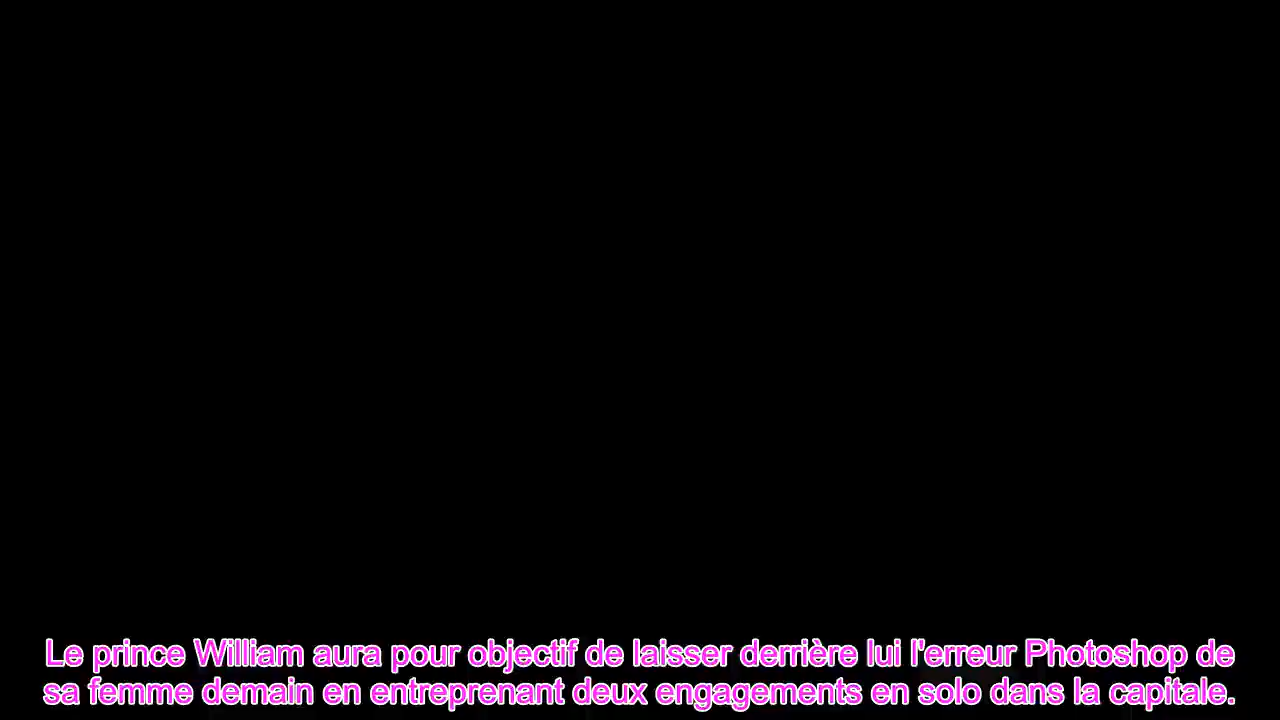 Le prince William aura pour objectif de laisser derrière lui l'erreur Photoshop de
sa femme demain en entreprenant deux engagements en solo dans la capitale.